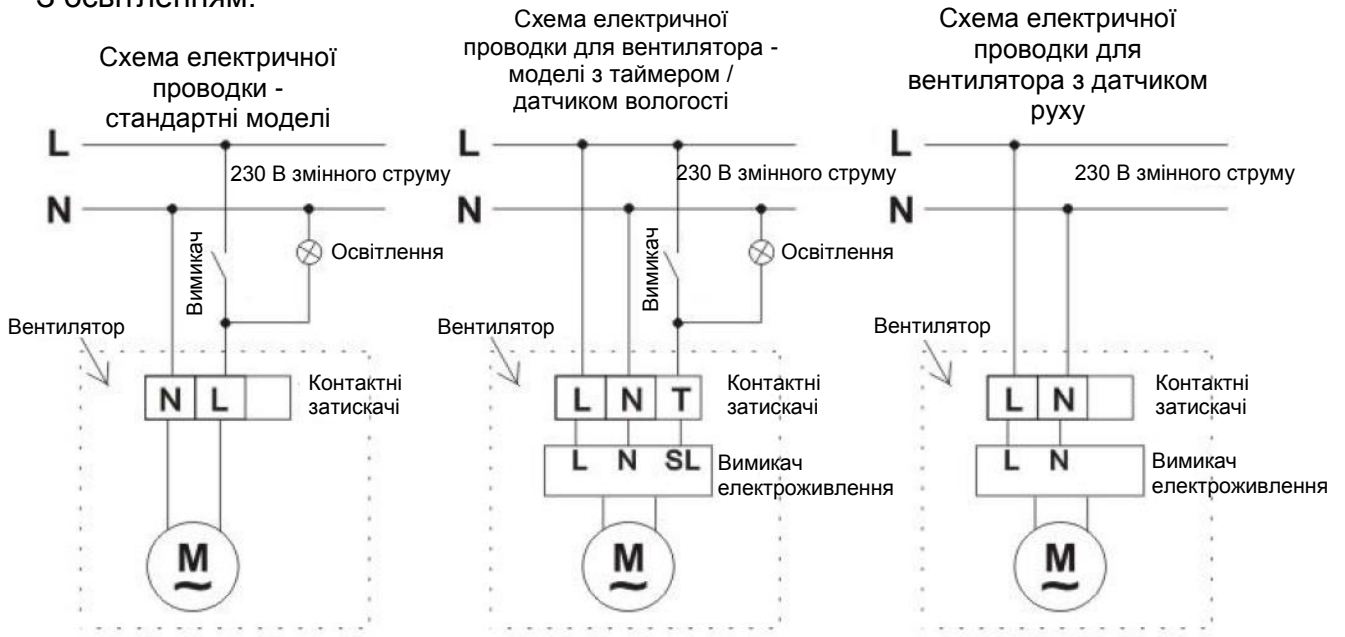 З освітленням:
Схема електричної
проводки -
стандартні моделі
L
230 В змінного струму
N
Вимикач
Освітлення
Вентилятор
N L
Контактні
затискачі
M
~
Схема електричної
проводки для вентилятора -
моделі з таймером /
датчиком вологості
L
230 В змінного струму
N
Вимикач
Освітлення
Вентилятор
L N T
Контактні
затискачі
L N SL
Вимикач
електроживлення
M
~
Схема електричної
проводки для
вентилятора з датчиком
руху
L
230 В змінного струму
N
Вентилятор
L N
Контактні
затискачі
L N
Вимикач
електроживлення
M
~